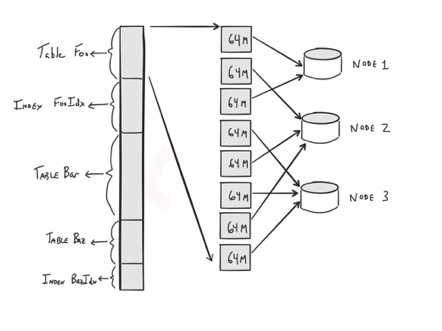 Table Foo
Index FooIdx
Table Bar
Table Baz
Index BazIdx
64M
64M
64M
64M
64M
64M
64M
64M
Node 1
Node 2
Node 3